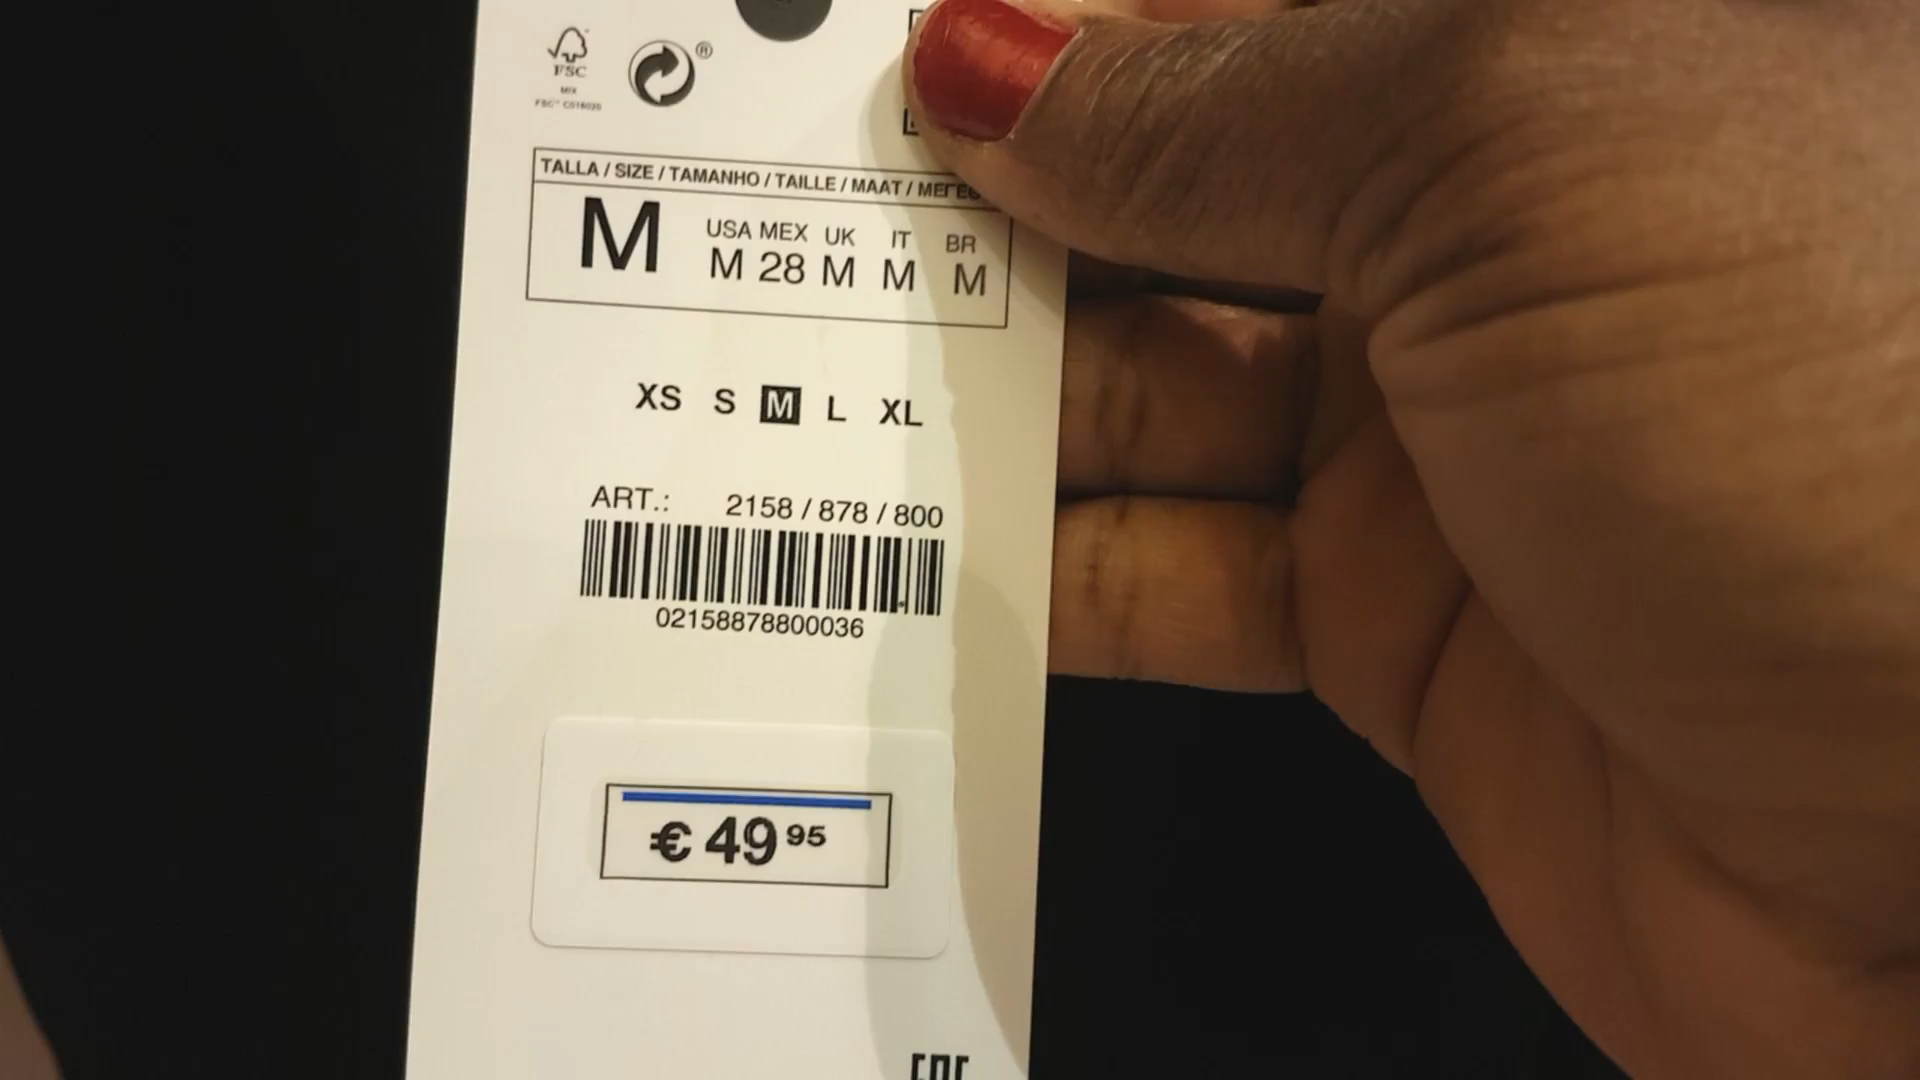 FSC
MIX
®
TALLA / SIZE / TAMANHO / TAILLE / MAAT /
USA MEX UK IT BR
M M 28 M M M
XS S M L XL
ART.: 2158 / 878 / 800
02158878800036
€ 49 95